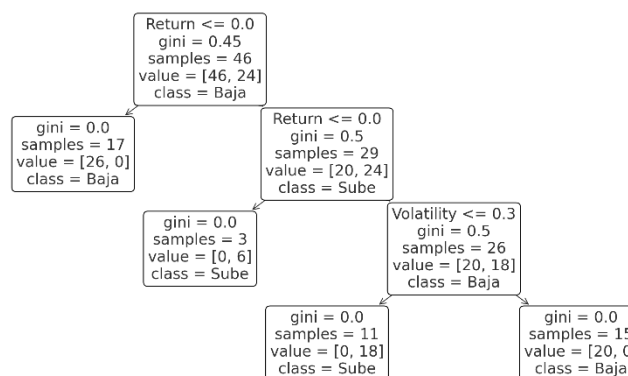 Return <= 0.0
gini = 0.45
samples = 46
value = [46, 24]
class = Baja
gini = 0.0
samples = 17
value = [26, 0]
class = Baja
Return <= 0.0
gini = 0.5
samples = 29
value = [20, 24]
class = Sube
gini = 0.0
samples = 3
value = [0, 6]
class = Sube
Volatility <= 0.3
gini = 0.5
samples = 26
value = [20, 18]
class = Baja
gini = 0.0
samples = 11
value = [0, 18]
class = Sube
gini = 0.0
samples = 15
value = [20, 0
class = Baja